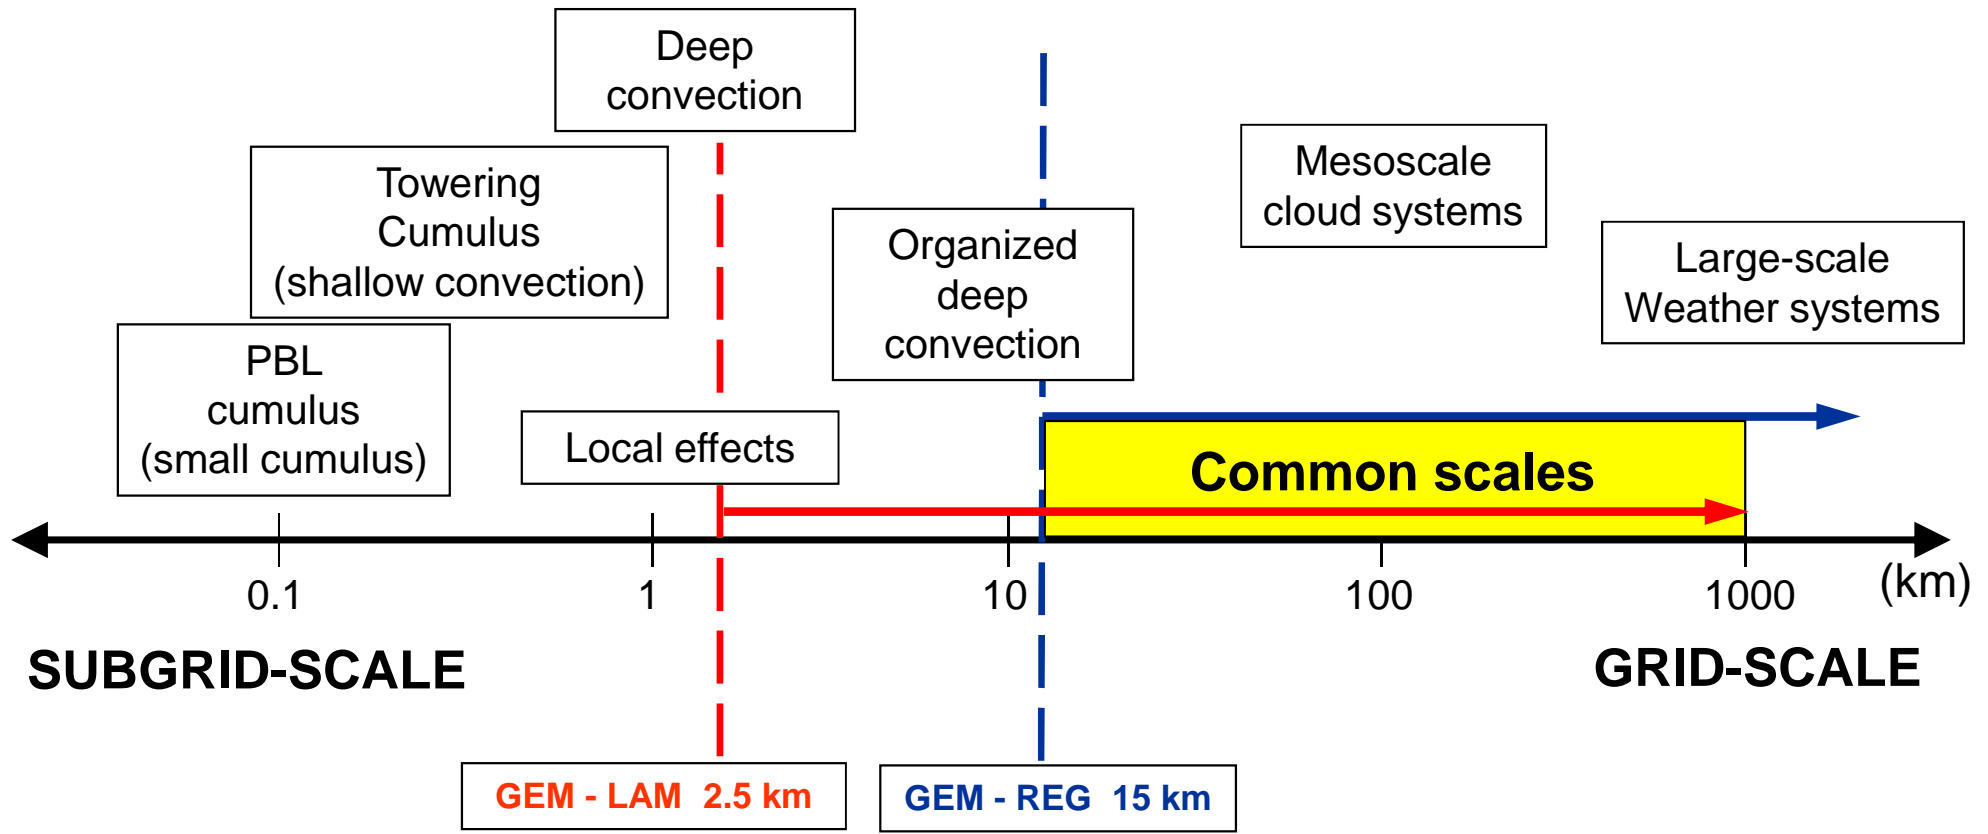 Deep
convection
Towering
Cumulus
(shallow convection)
Mesoscale
cloud systems
Organized
deep
convection
Large-scale
Weather systems
PBL
cumulus
(small cumulus)
Local effects
Common scales
0.1
1
10
100
1000
(km)
SUBGRID-SCALE
GRID-SCALE
GEM - LAM 2.5 km
GEM - REG 15 km